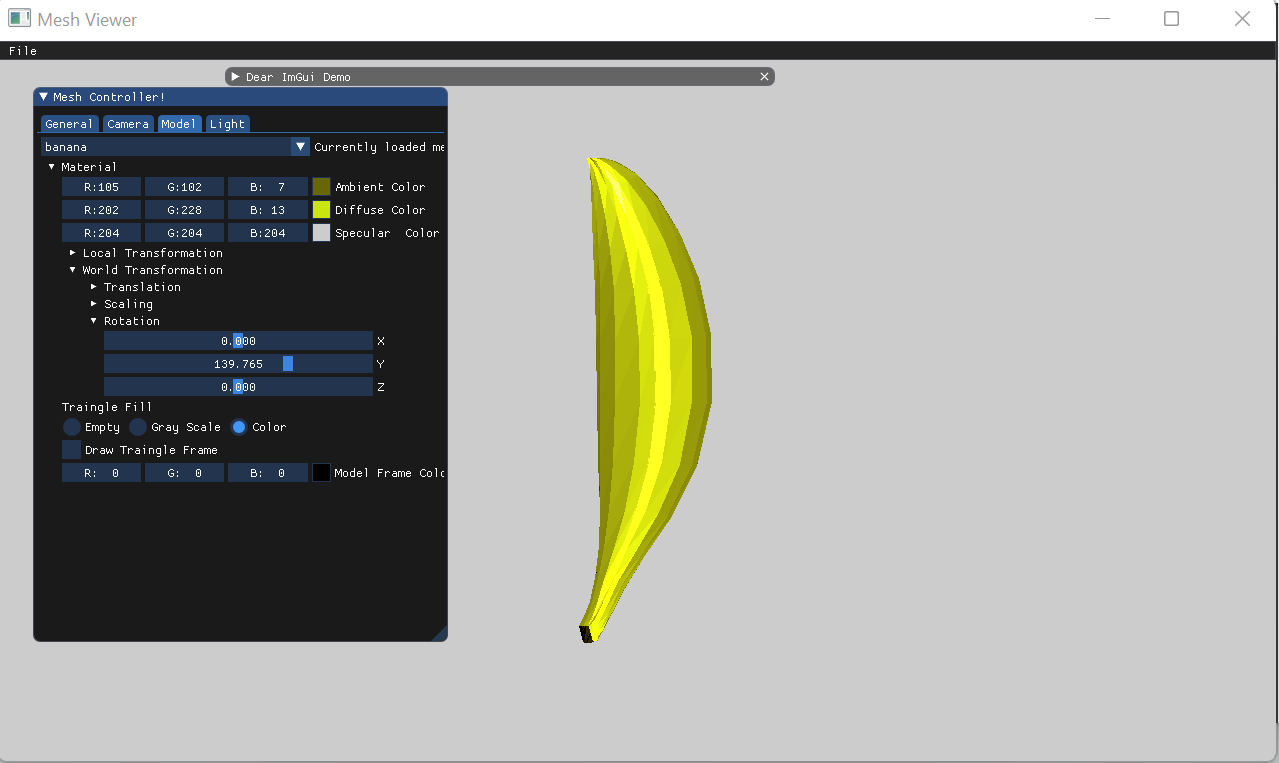 Mesh Viewer
File
Dear ImGui Demo
Mesh Controller!
General Camera Model Light
banana Currently loaded me
Material
R:105 G:102 B: 7 Ambient Color
R:202 G:228 B: 13 Diffuse Color
R:204 G:204 B:204 Specular Color
Local Transformation
World Transformation
Translation
Scaling
Rotation
0.000 X
139.765 Y
0.000 Z
Traingle Fill
Empty Gray Scale Color
Draw Traingle Frame
R: 0 G: 0 B: 0 Model Frame Colo